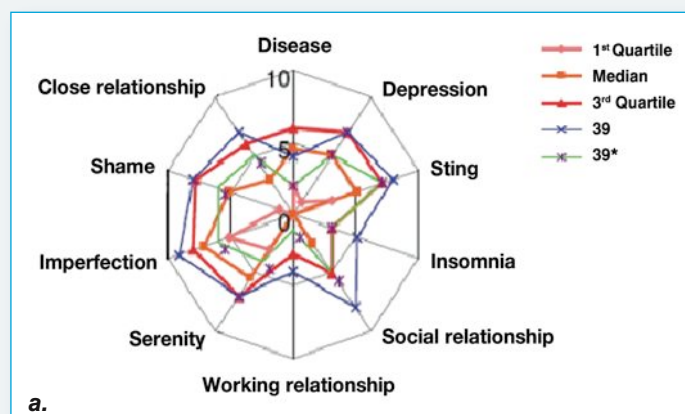 Disease
10
Close relationship
Depression
5
Shame
Sting
0
Imperfection
Insomnia
Serenity
Social relationship
Working relationship
1st Quartile
Median
3rd Quartile
39
39*
a.